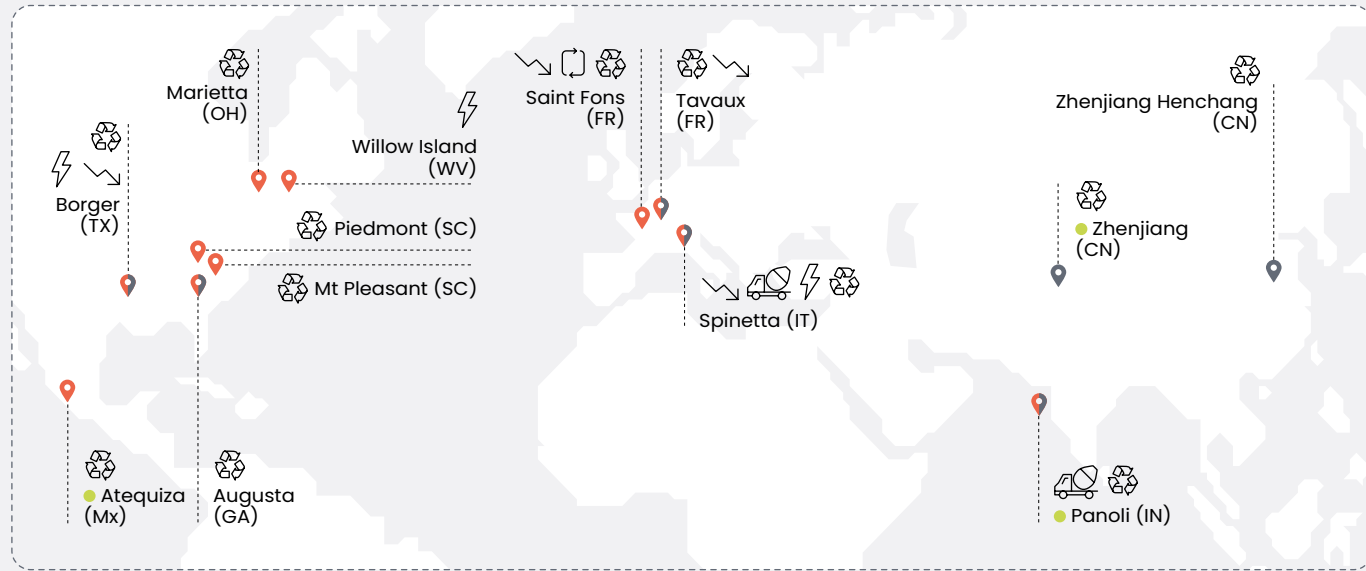 Marietta
(OH)
Willow Island
(WV)
Borger
(TX)
Piedmont (SC)
Mt Pleasant (SC)
Atequiza
(Mx)
Augusta
(GA)
Saint Fons
(FR)
Tavaux
(FR)
Spinetta (IT)
Zhenjiang Henchang
(CN)
Zhenjiang
(CN)
Panoli (IN)